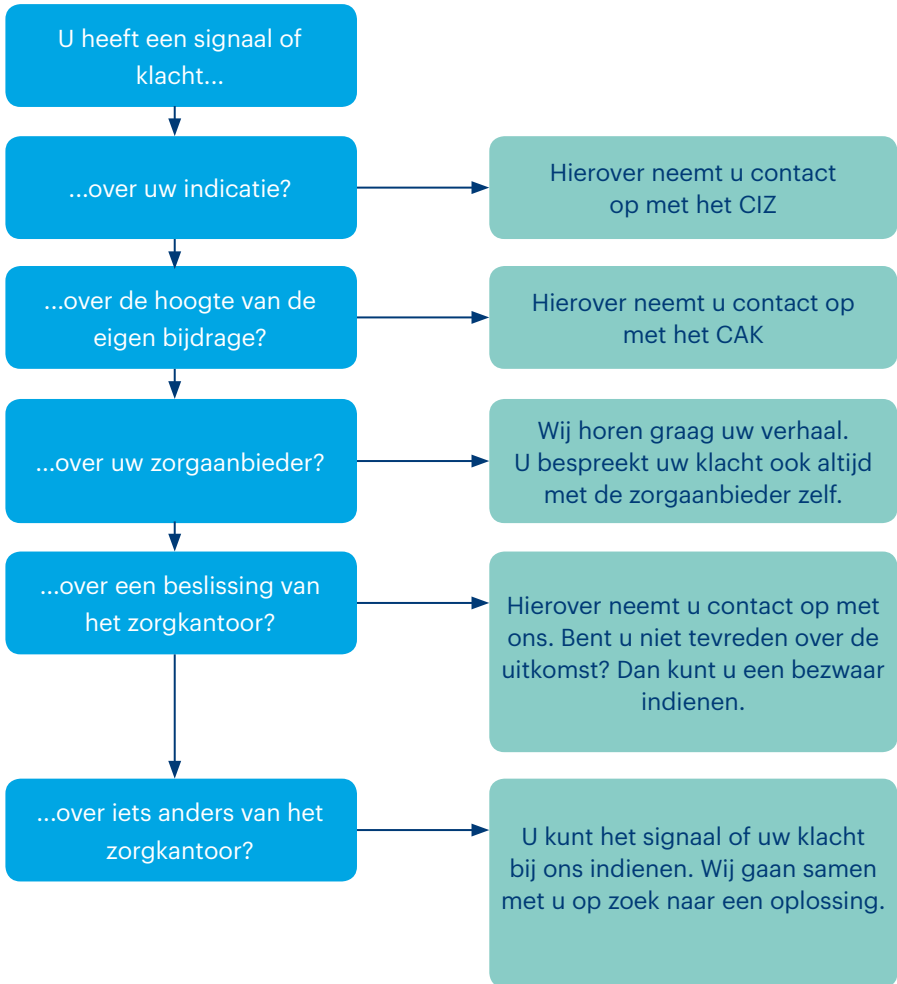 U heeft een signaal of
klacht...
...over uw indicatie?
Hierover neemt u contact
op met het CIZ
...over de hoogte van de
eigen bijdrage?
Hierover neemt u contact op
met het CAK
...over uw zorgaanbieder?
Wij horen graag uw verhaal.
U bespreekt uw klacht ook altijd
met de zorgaanbieder zelf.
...over een beslissing van
het zorgkantoor?
Hierover neemt u contact op met
ons. Bent u niet tevreden over de
uitkomst? Dan kunt u een bezwaar
indienen.
...over iets anders van het
zorgkantoor?
U kunt het signaal of uw klacht
bij ons indienen. Wij gaan samen
met u op zoek naar een oplossing.